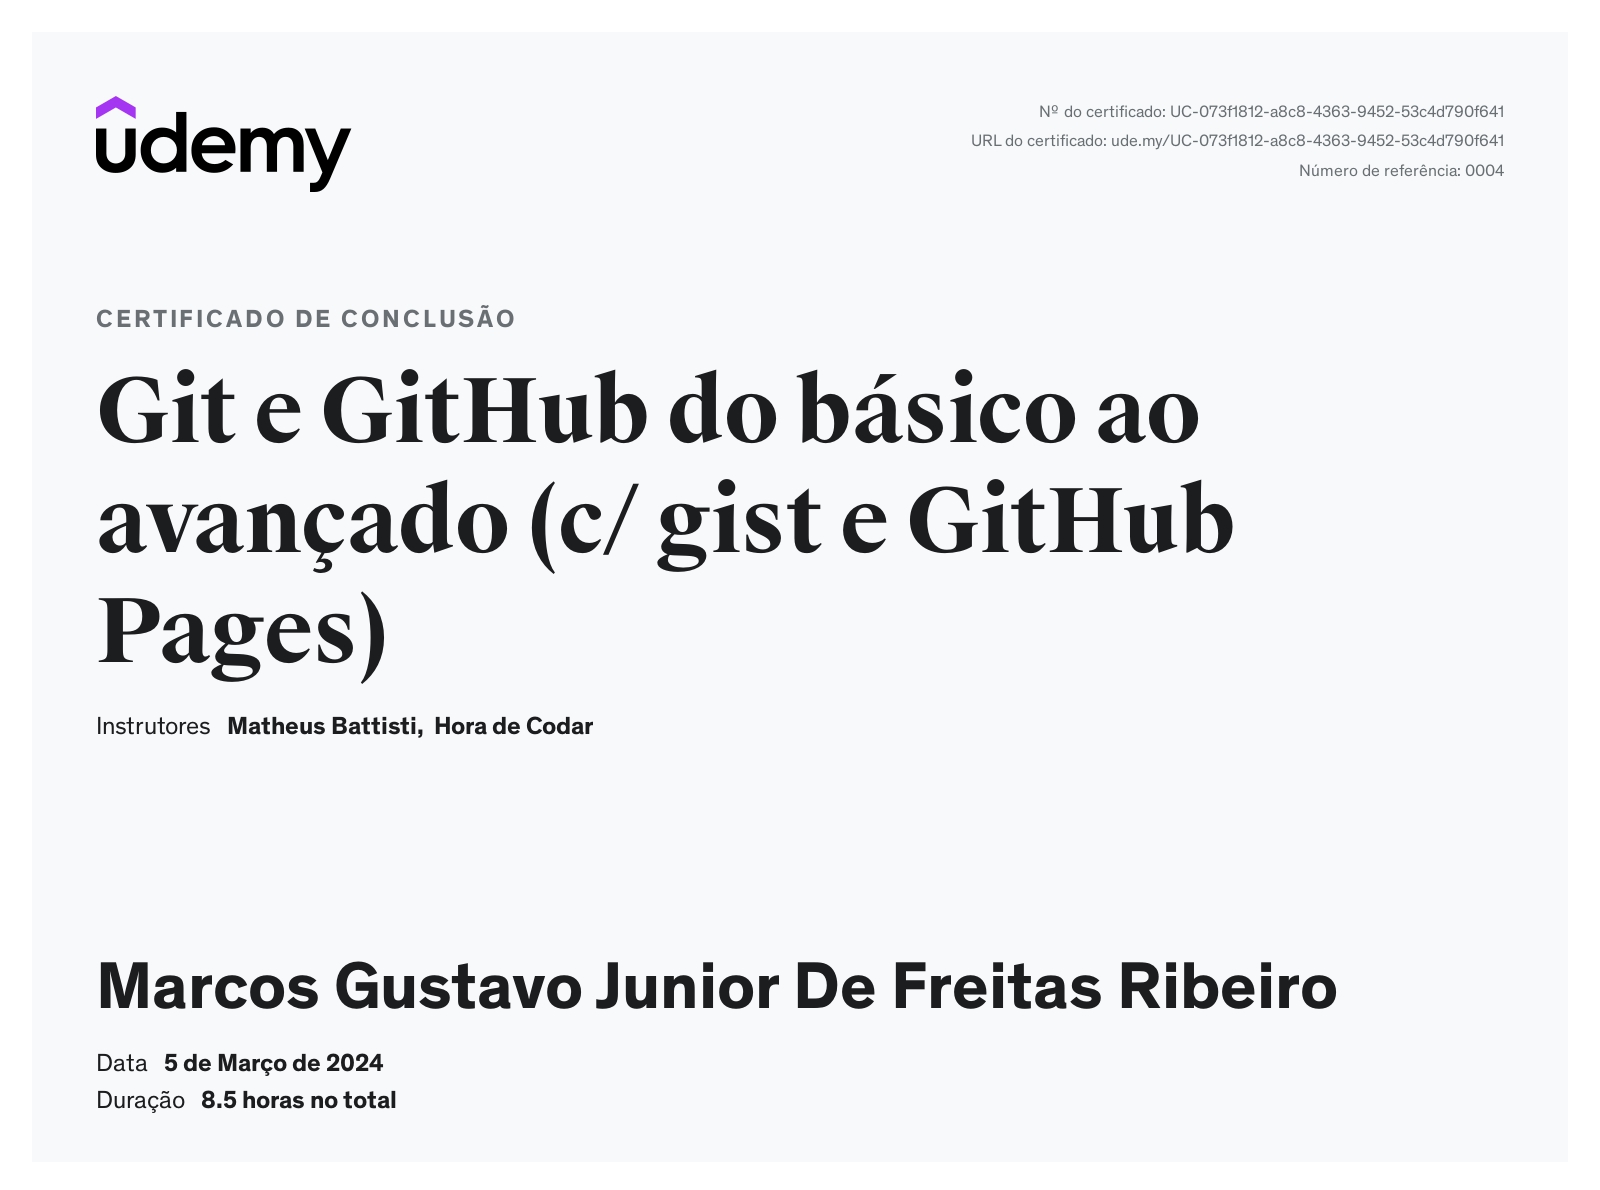 udemy
Nº do certificado: UC-073f1812-a8c8-4363-9452-53c4d790f641
URL do certificado: ude.my/UC-073f1812-a8c8-4363-9452-53c4d790f641
Número de referência: 0004
CERTIFICADO DE CONCLUSÃO
Git e GitHub do básico ao
avançado (c/ gist e GitHub
Pages)
Instrutores Matheus Battisti, Hora de Codar
Marcos Gustavo Junior De Freitas Ribeiro
Data 5 de Março de 2024
Duração 8.5 horas no total